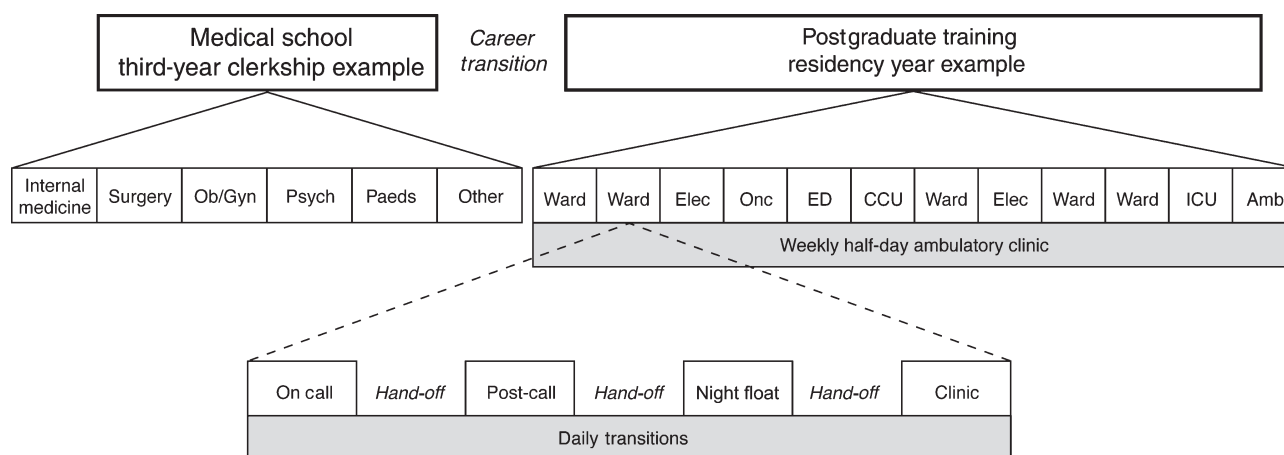 Medical school
third-year clerkship example
Career
transition
Postgraduate training
residency year example
Internal
medicine
Surgery
Ob/Gyn
Psych
Paeds
Other
Ward
Ward
Elec
Onc
ED
CCU
Ward
Elec
Ward
Ward
ICU
Amb
Weekly half-day ambulatory clinic
On call
Hand-off
Post-call
Hand-off
Night float
Hand-off
Clinic
Daily transitions